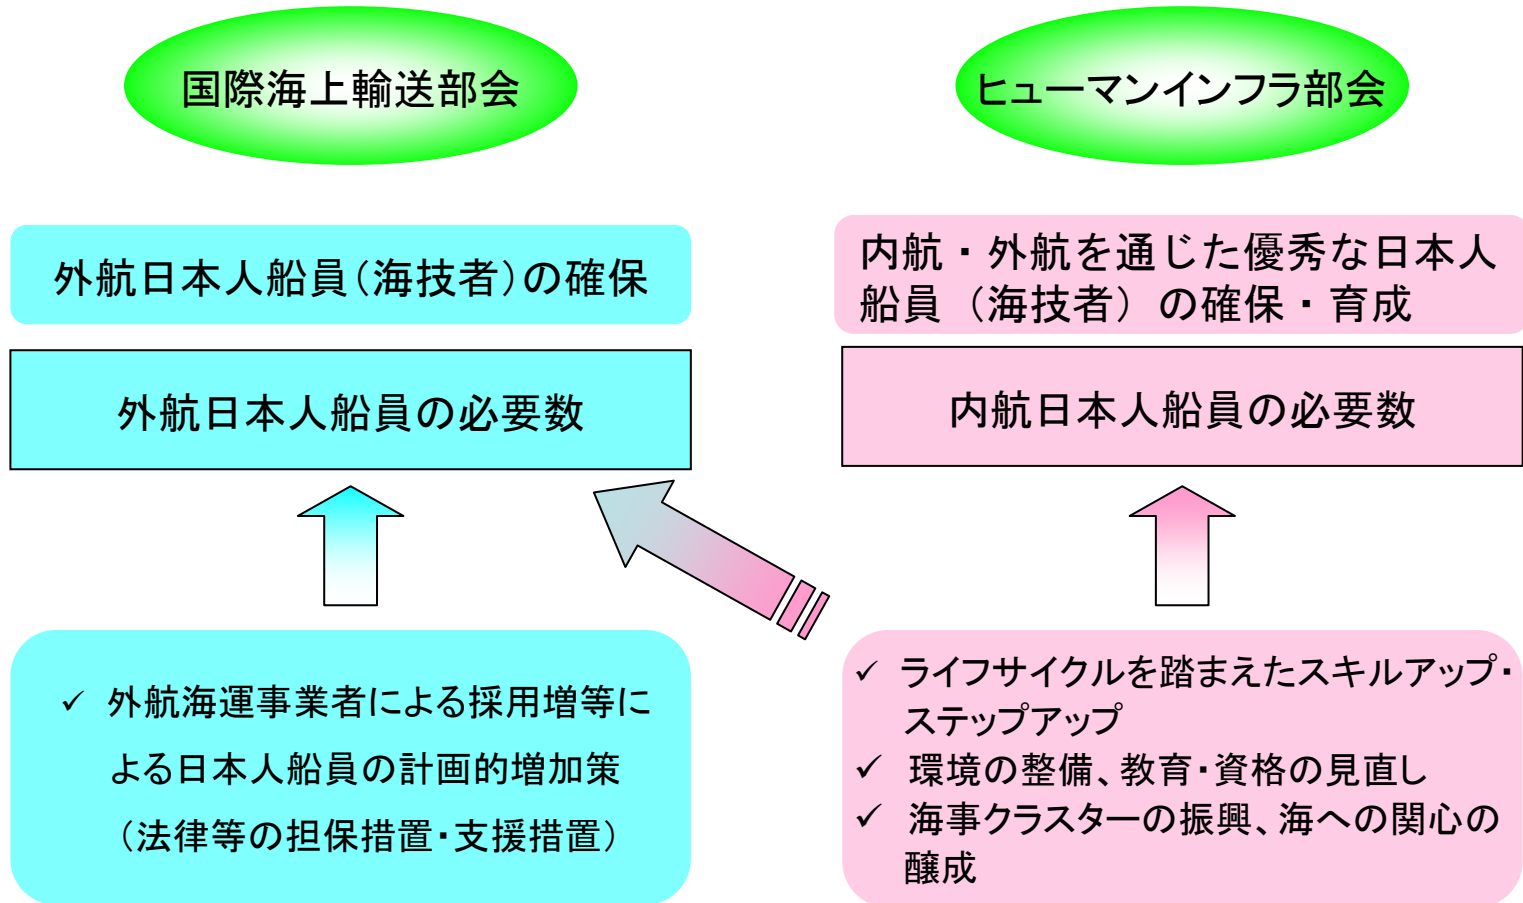 国際海上輸送部会
ヒューマンインフラ部会
外航日本人船員(海技者)の確保
外航日本人船員の必要数
✓ 外航海運事業者による採用増等に
よる日本人船員の計画的増加策
(法律等の担保措置・支援措置)
内航・外航を通じた優秀な日本人
船員(海技者)の確保・育成
内航日本人船員の必要数
✓ ライフサイクルを踏まえたスキルアップ・
ステップアップ
✓ 環境の整備、教育・資格の見直し
✓ 海事クラスターの振興、海への関心の
醸成